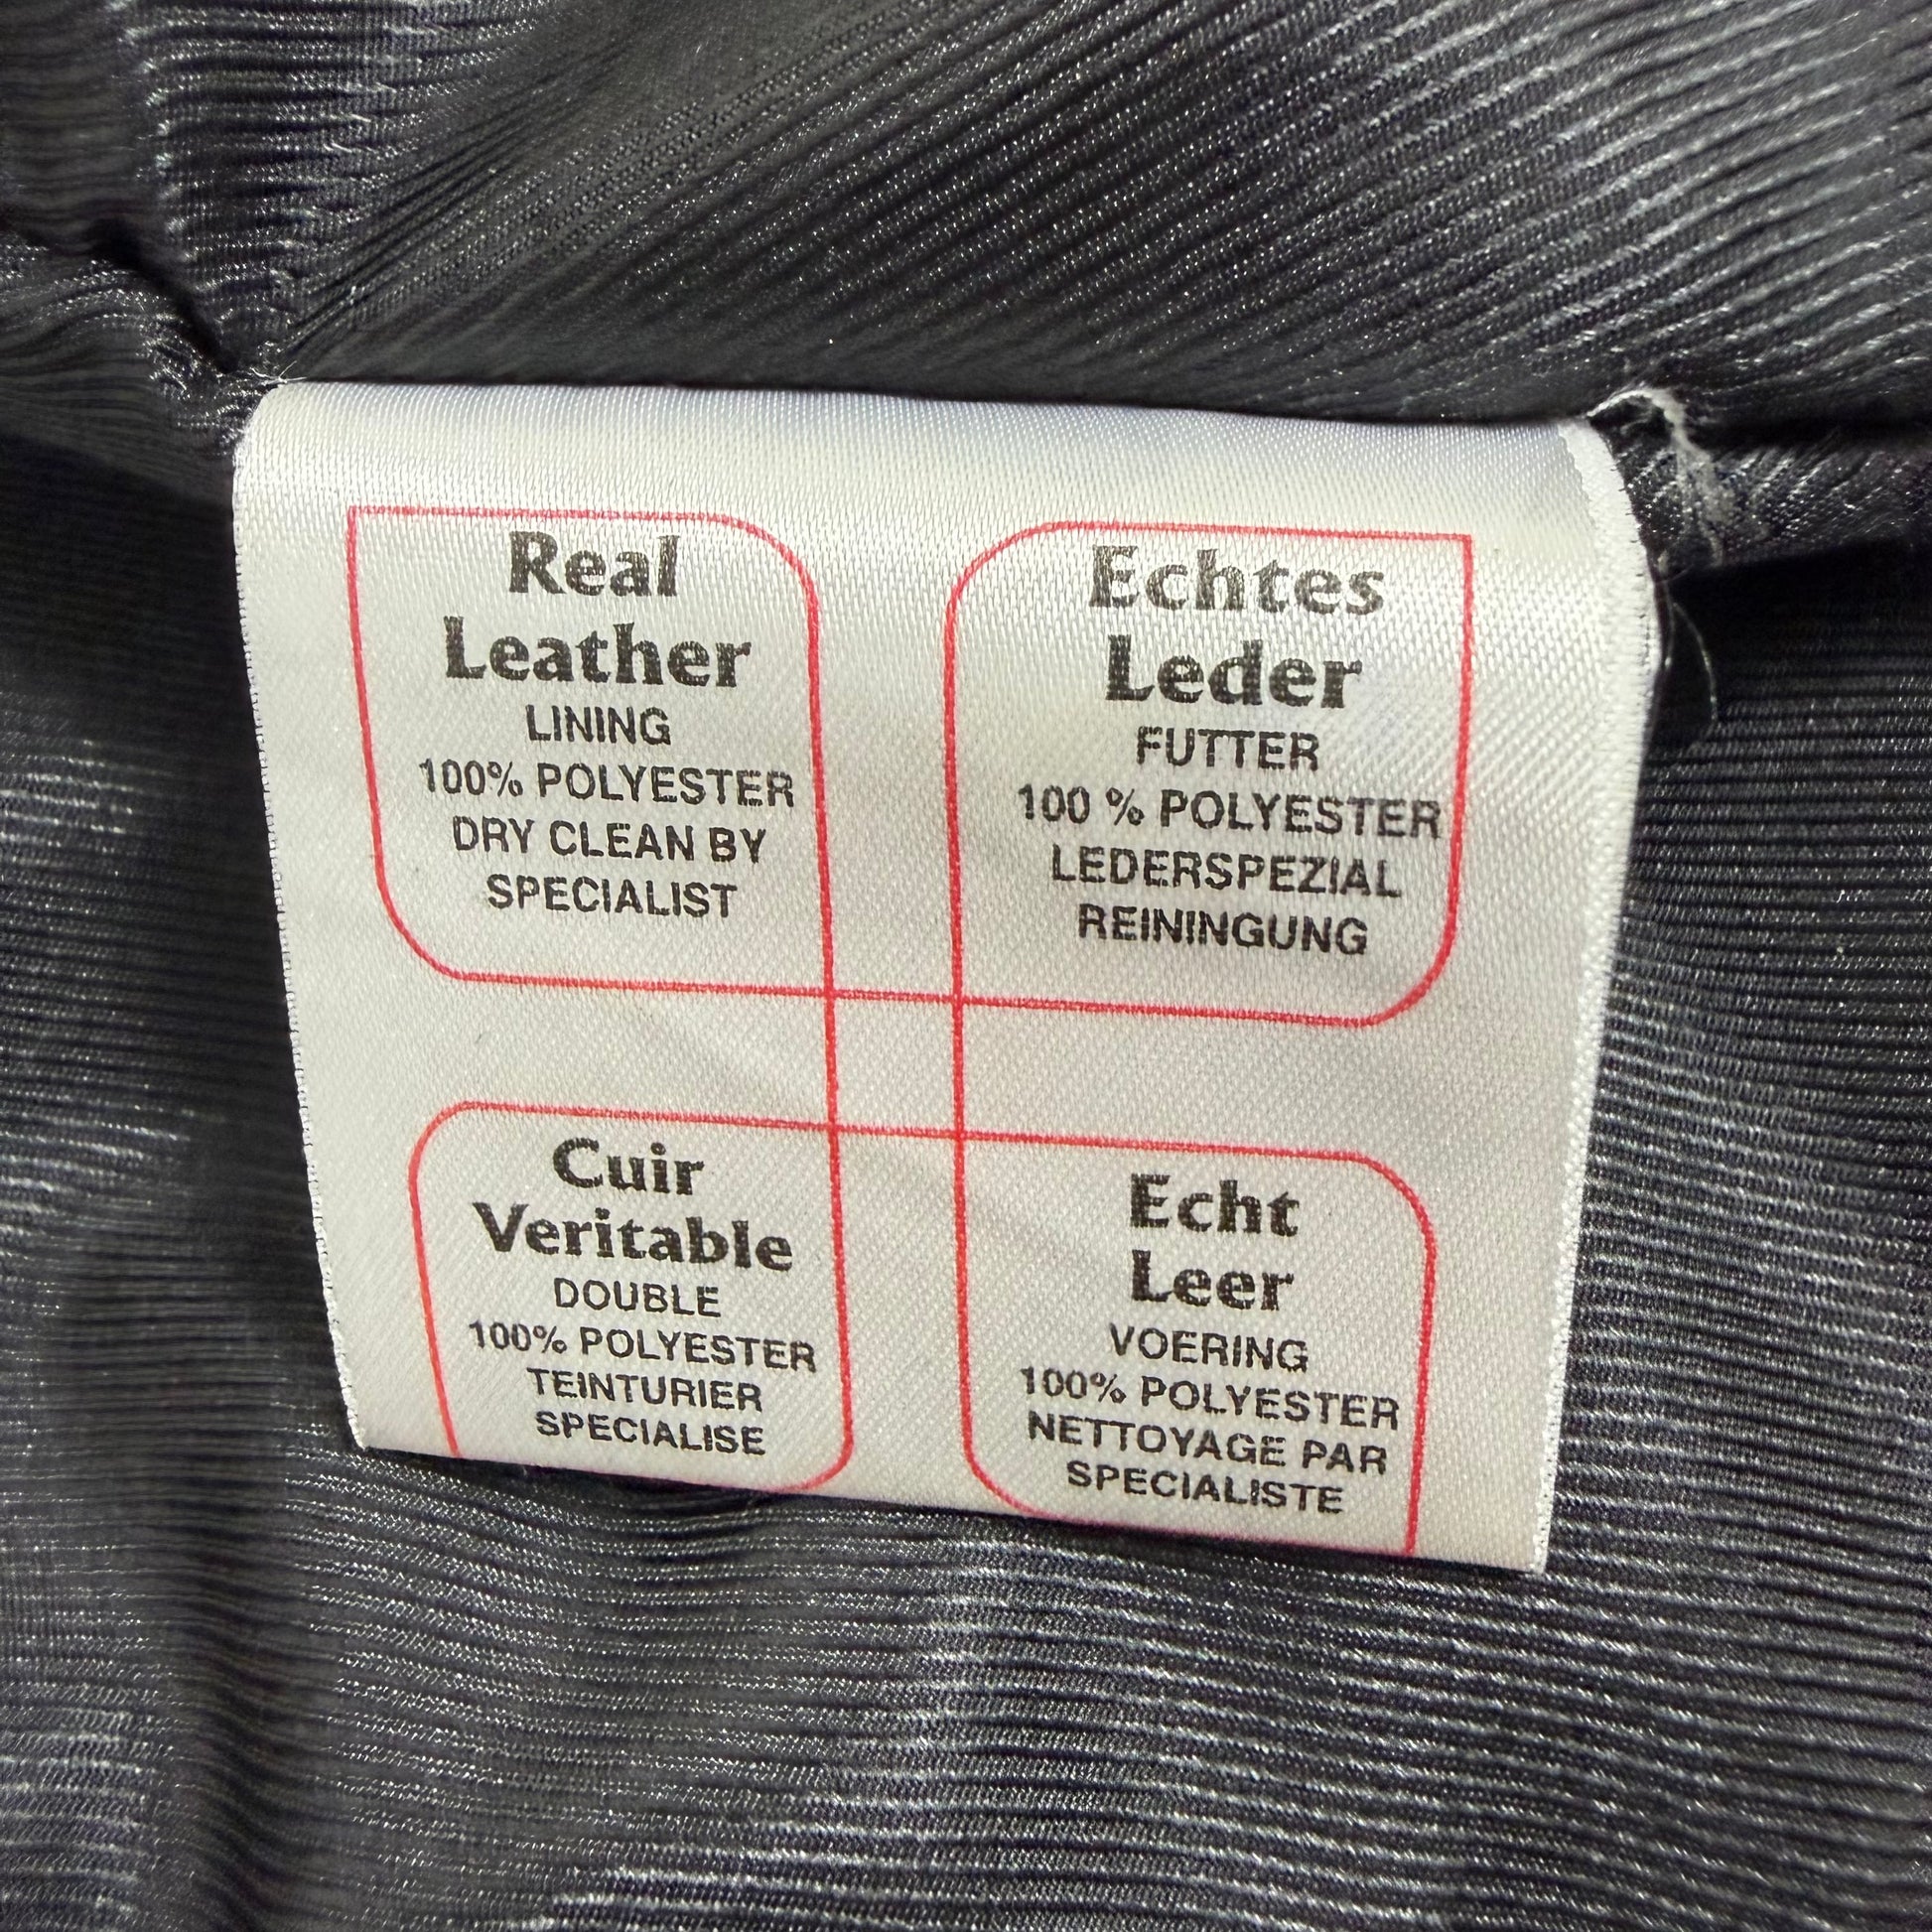 Real
Leather
LINING
100% POLYESTER
DRY CLEAN BY
SPECIALIST
Echtes
Leder
FUTTER
100 % POLYESTER
LEDERSPEZIAL
REININGUNG
Cuir
Veritable
DOUBLE
100% POLYESTER
TEINTURIER
SPECIALISE
Echt
Leer
VOERING
100% POLYESTER
NETTOYAGE PAR
SPECIALISTE